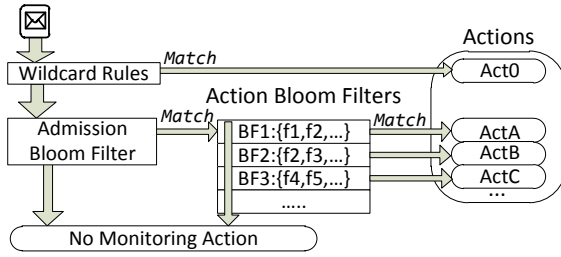 Actions
Match
Wildcard Rules
Act0
Action Bloom Filters
Match
Match
Admission
Bloom Filter
BF1:{f1,f2,...}
BF2:{f2,f3,...}
BF3:{f4,f5,...}
.....
ActA
ActB
ActC
...
No Monitoring Action